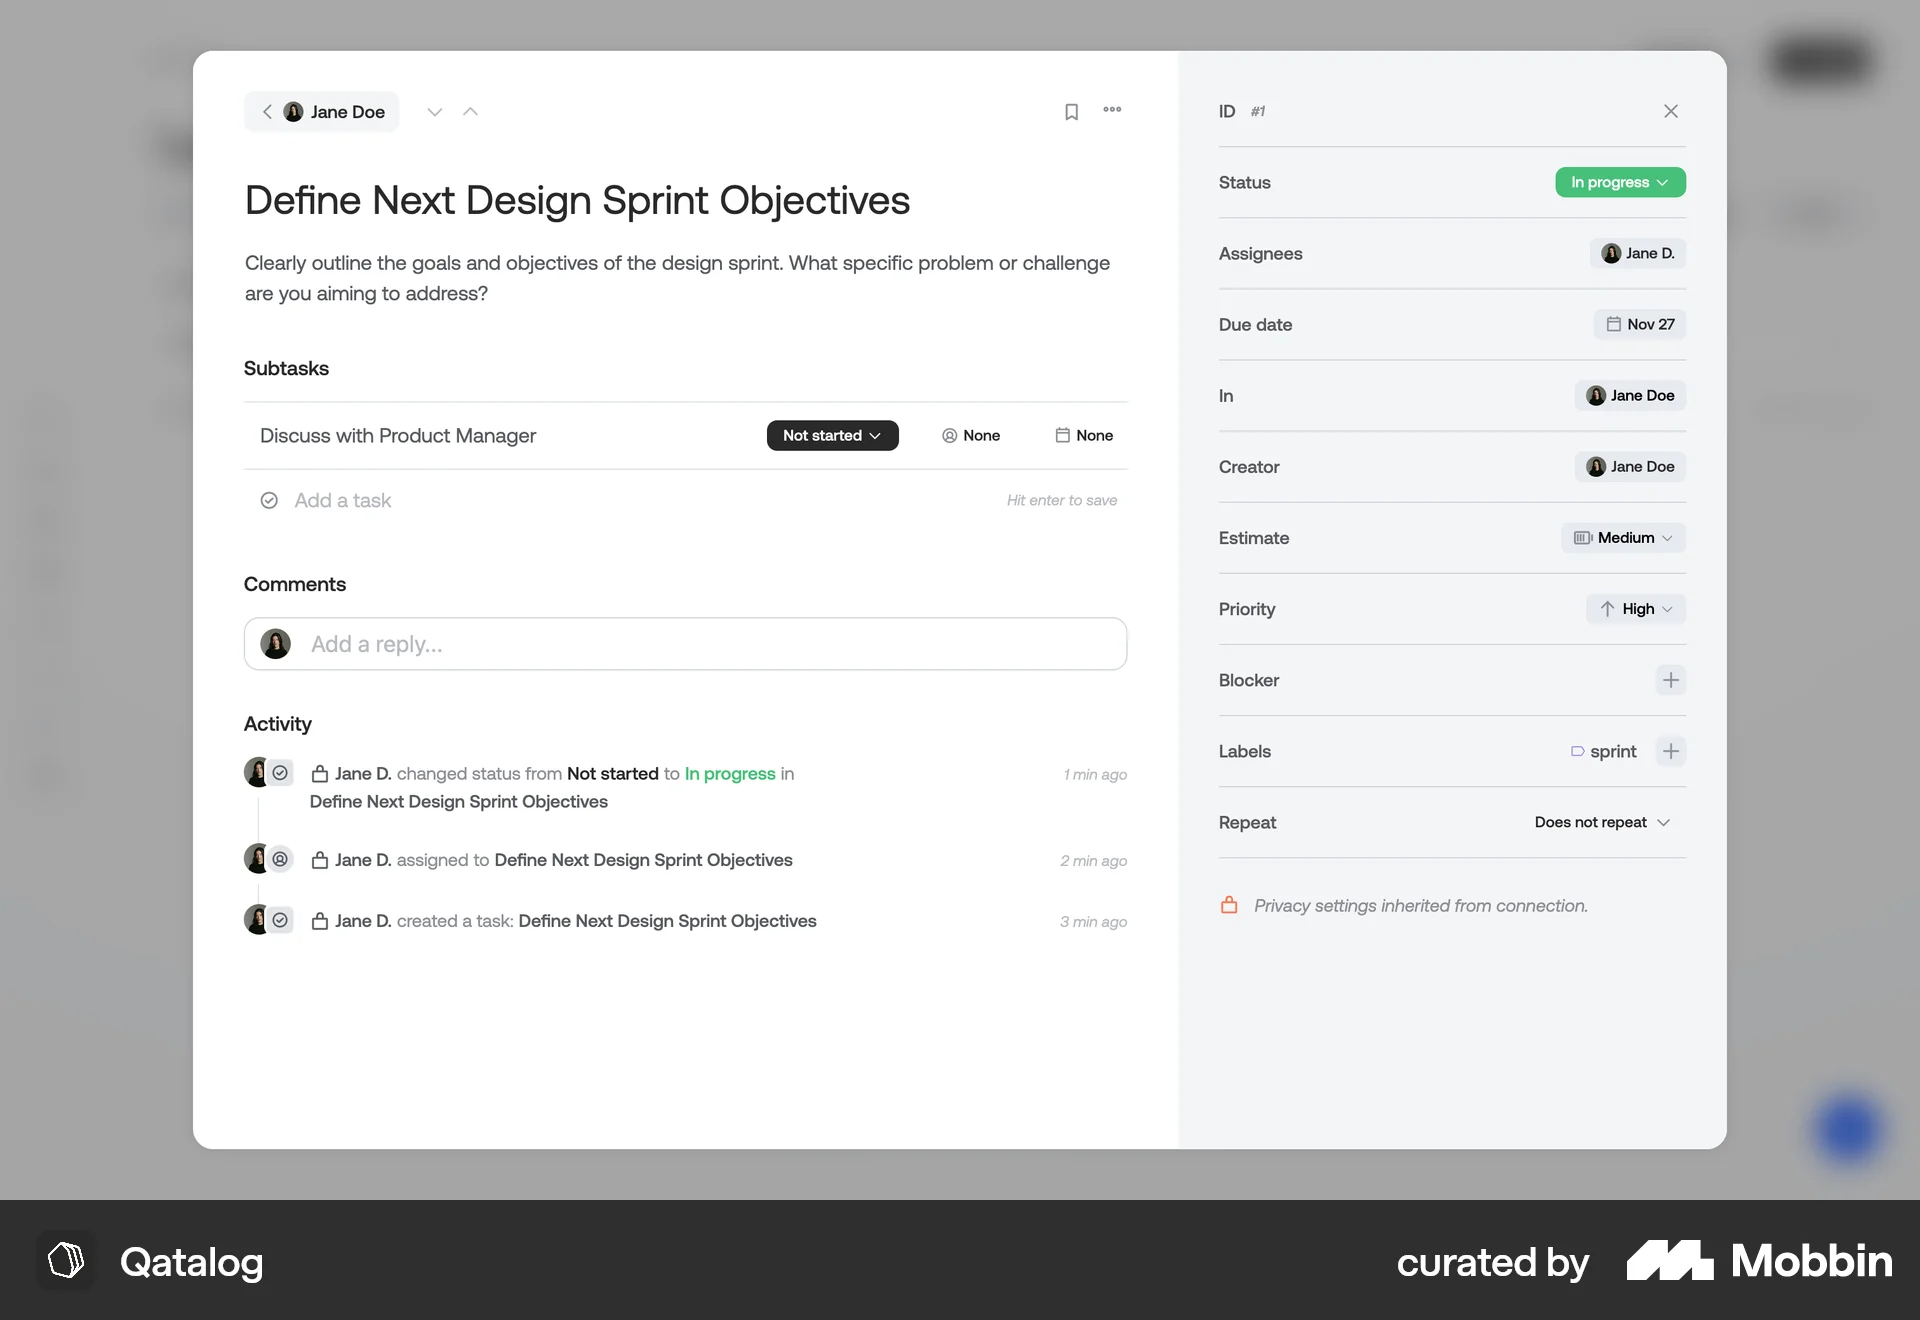 Jane Doe
Define Next Design Sprint Objectives
Clearly outline the goals and objectives of the design sprint. What specific problem or challenge
are you aiming to address?
Subtasks
Discuss with Product Manager Not started None None
Add a task Hit enter to save
Comments
Add a reply...
Activity
Jane D. changed status from Not started to In progress in 1 min ago
Define Next Design Sprint Objectives
Jane D. assigned to Define Next Design Sprint Objectives 2 min ago
Jane D. created a task: Define Next Design Sprint Objectives 3 min ago
ID #1
Status In progress
Assignees Jane D.
Due date Nov 27
In Jane Doe
Creator Jane Doe
Estimate Medium
Priority High
Blocker
Labels sprint
Repeat Does not repeat
Privacy settings inherited from connection.
Qatalog
curated by Mobbin